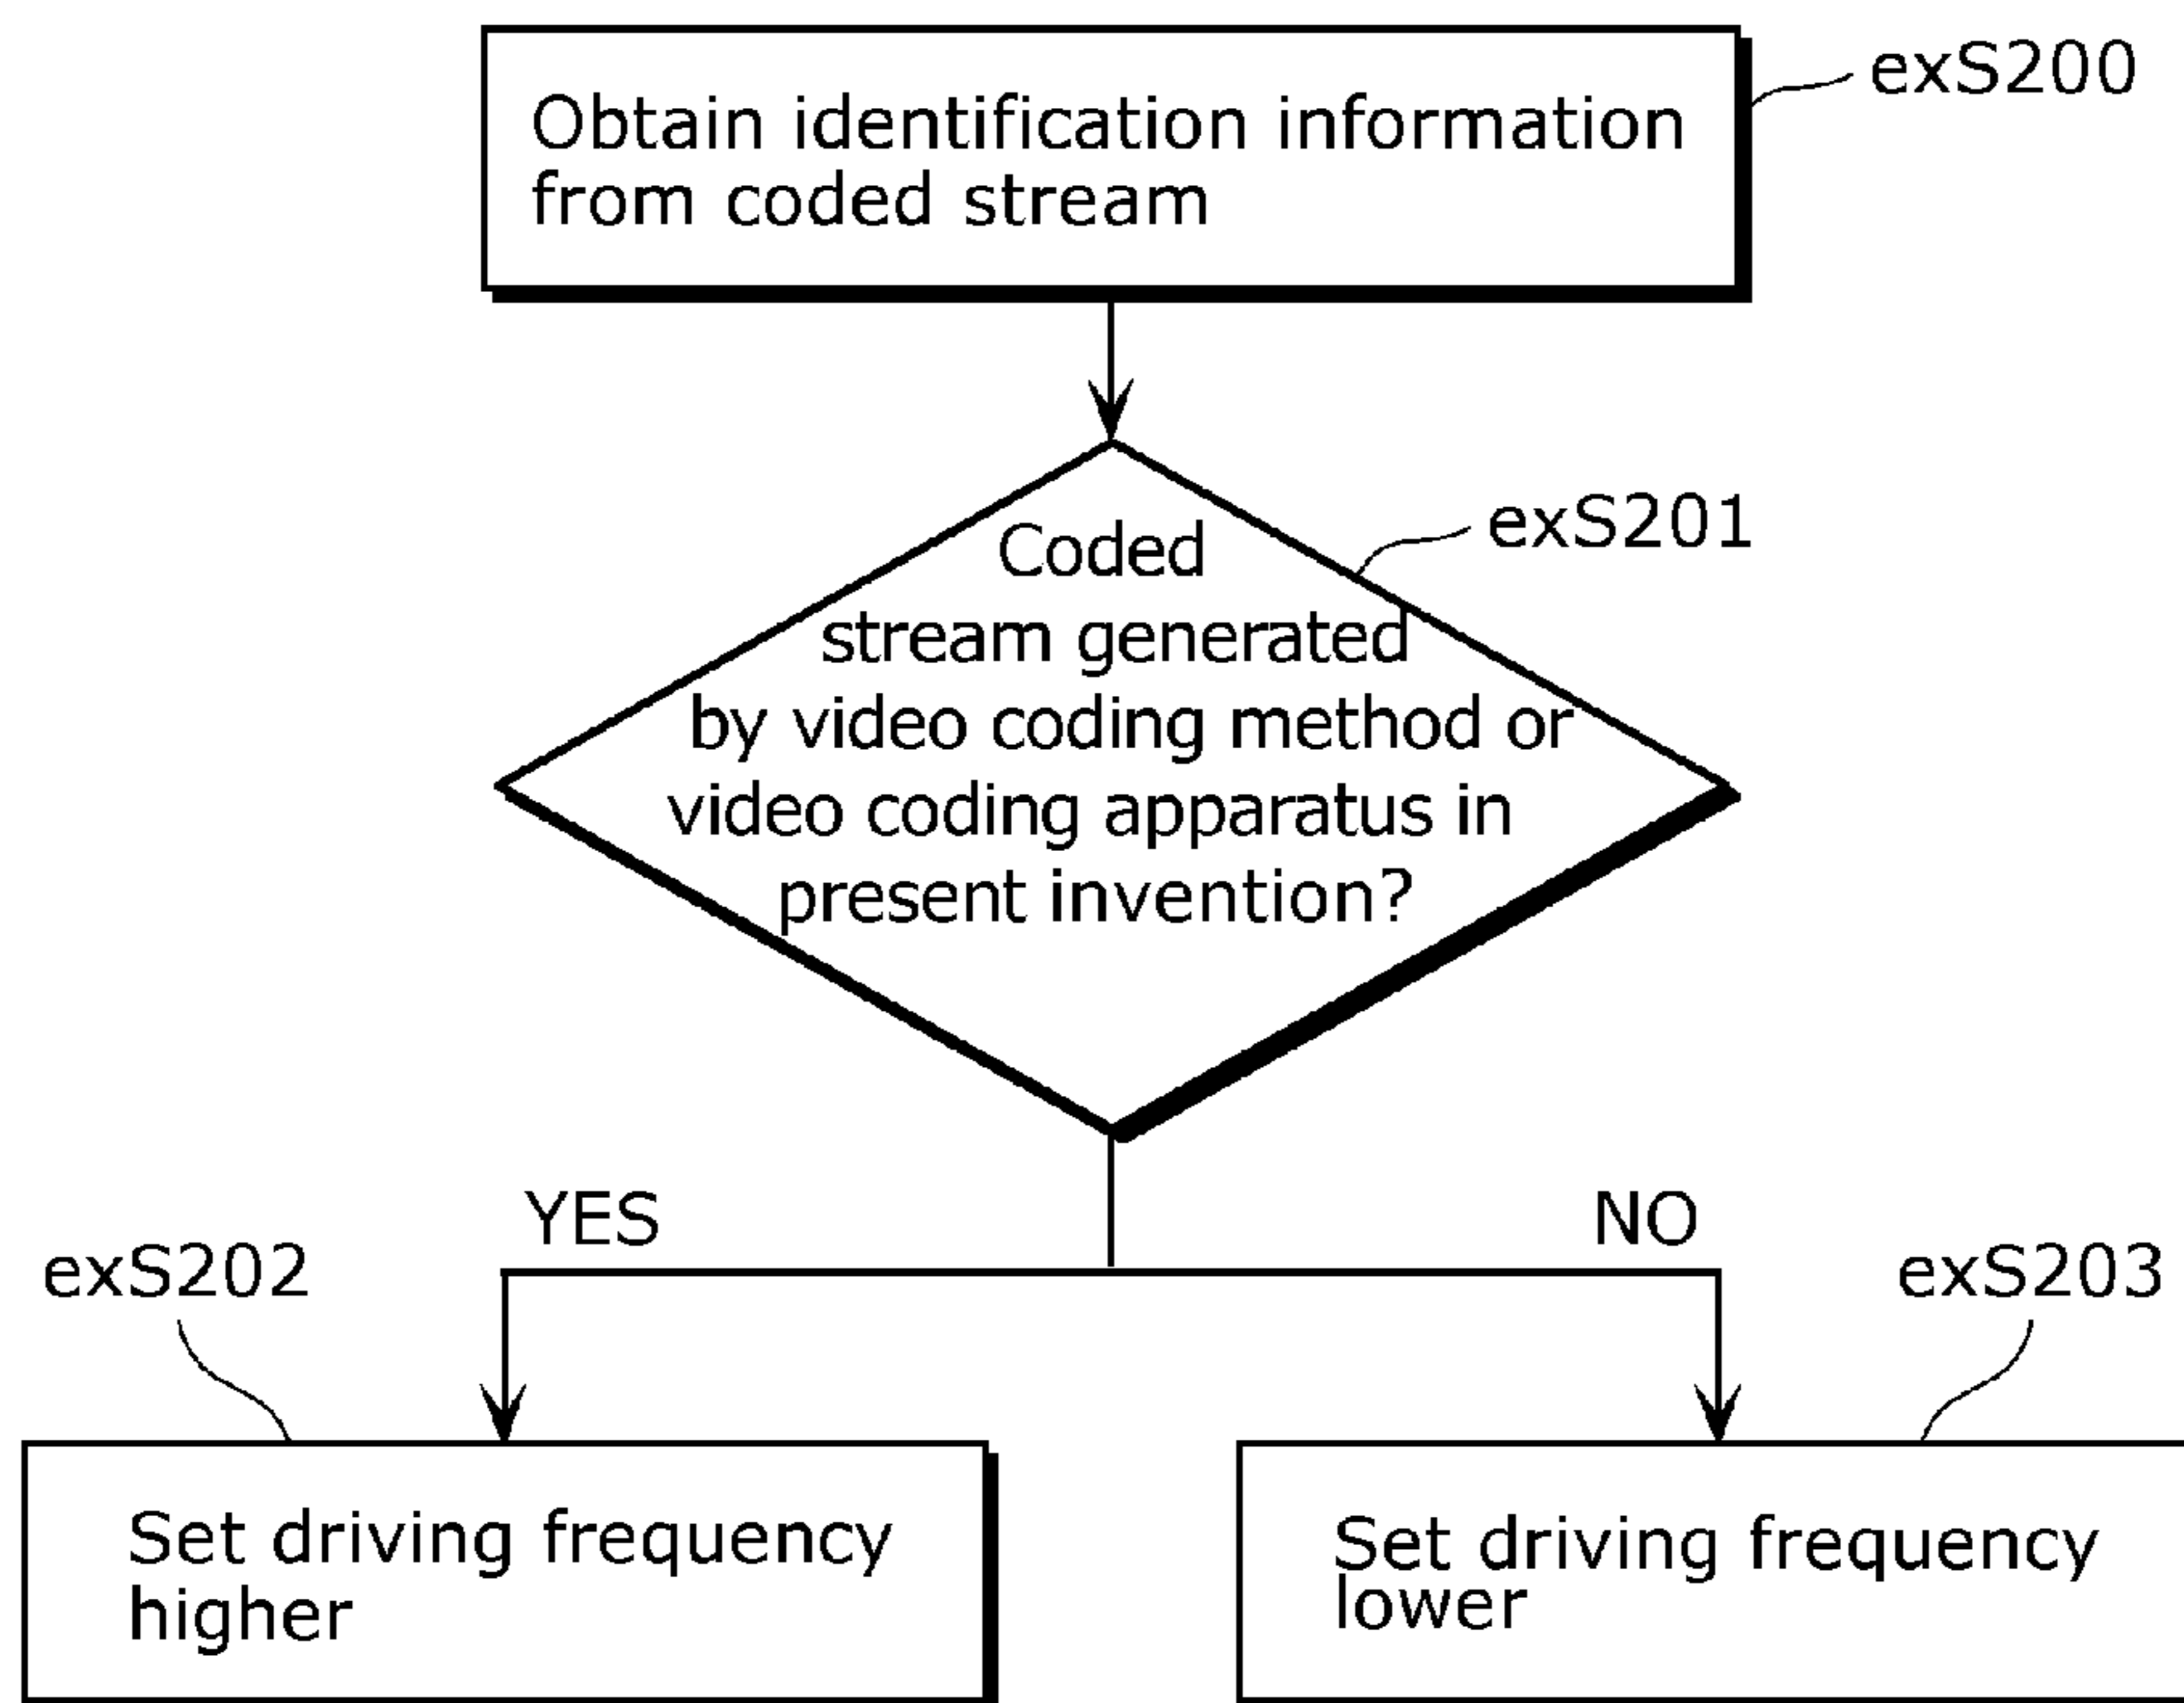 exS200
Obtain identification information
from coded stream
exS201
Coded
stream generated
by video coding method or
video coding apparatus in
present invention?
YES
NO
exS202
exS203
Set driving frequency
higher
Set driving frequency
lower